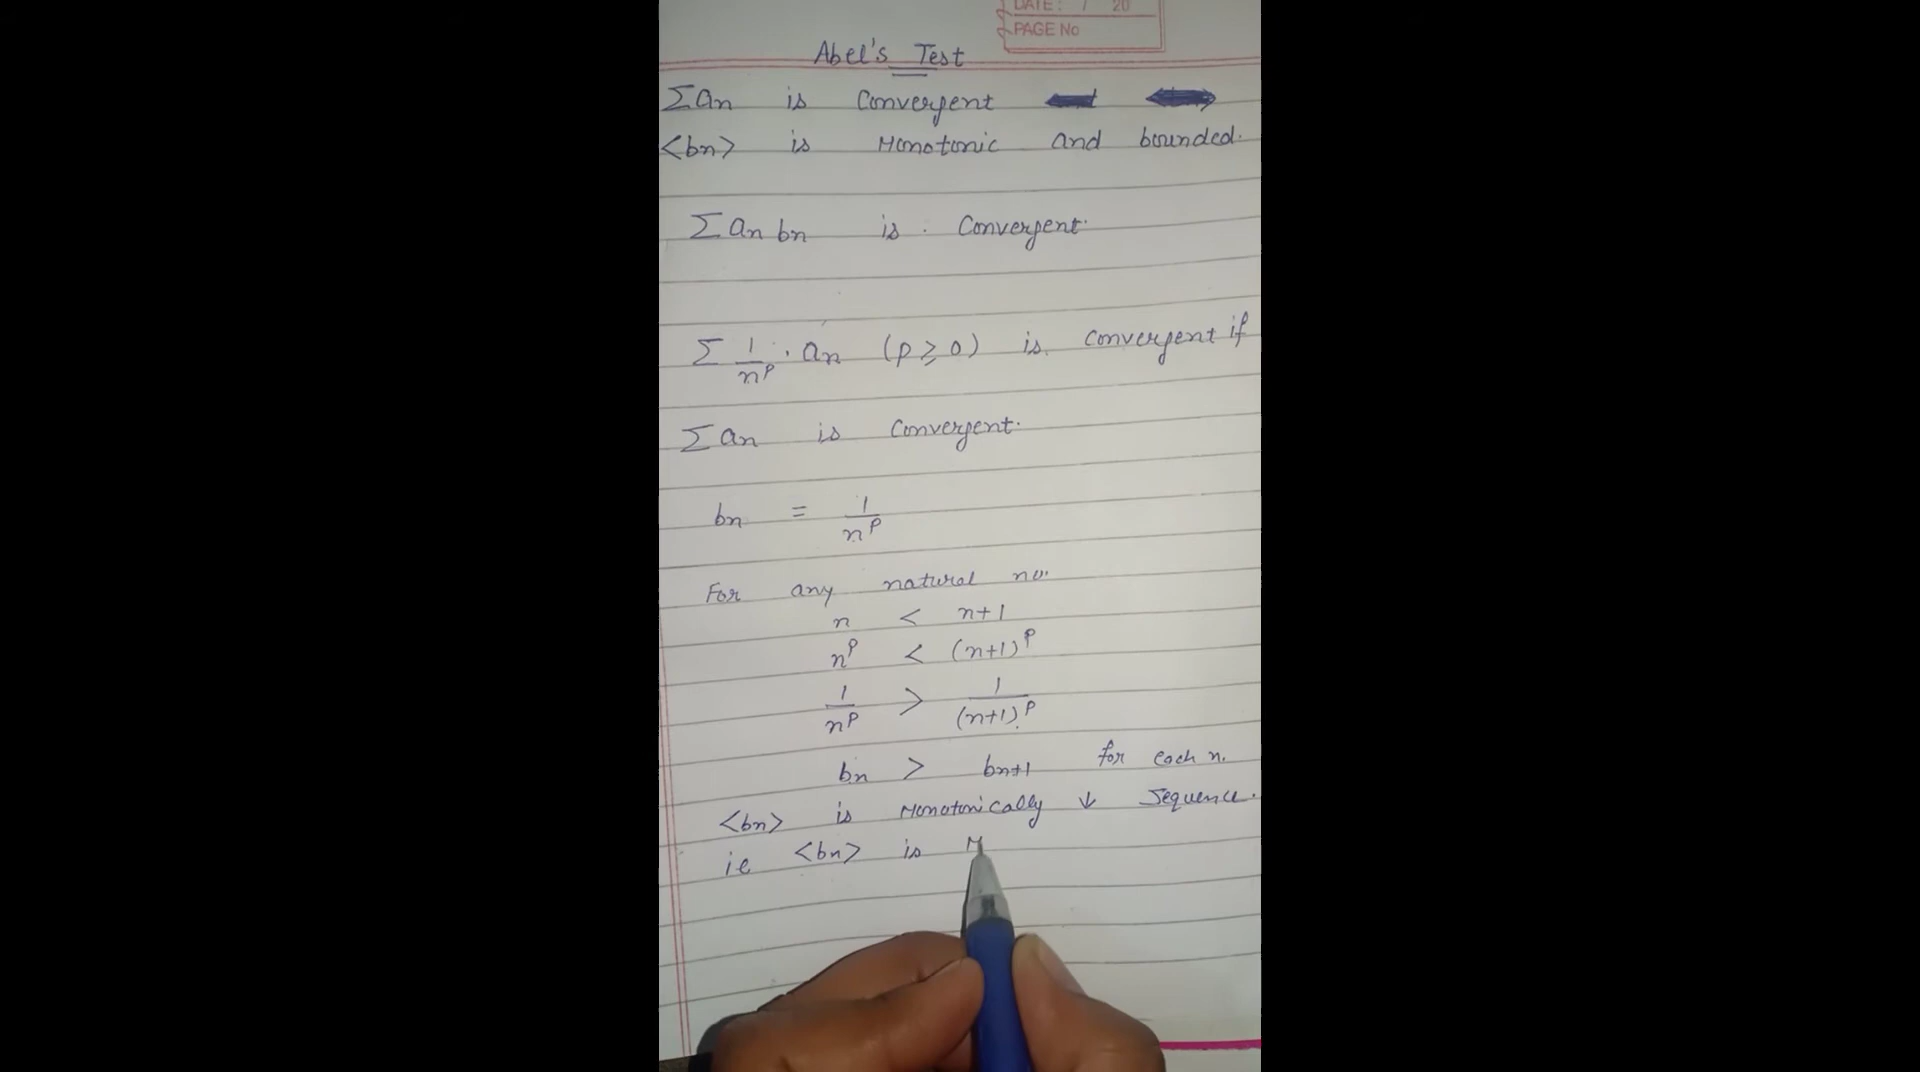 DATE: / 20
PAGE No
Abel's Test
Σan is Convergent
<bn> is Monotonic and bounded.
Σ an bn is . Convergent.
Σ 1/n^p . an (p ≥ 0) is convergent if
Σ an is Convergent.
bn = 1/n^p
For any natural no.
n < n+1
n^p < (n+1)^p
1/n^p > 1/(n+1)^p
bn > bn+1 for each n.
<bn> is Monotonically ↓ Sequence.
ie <bn> is M